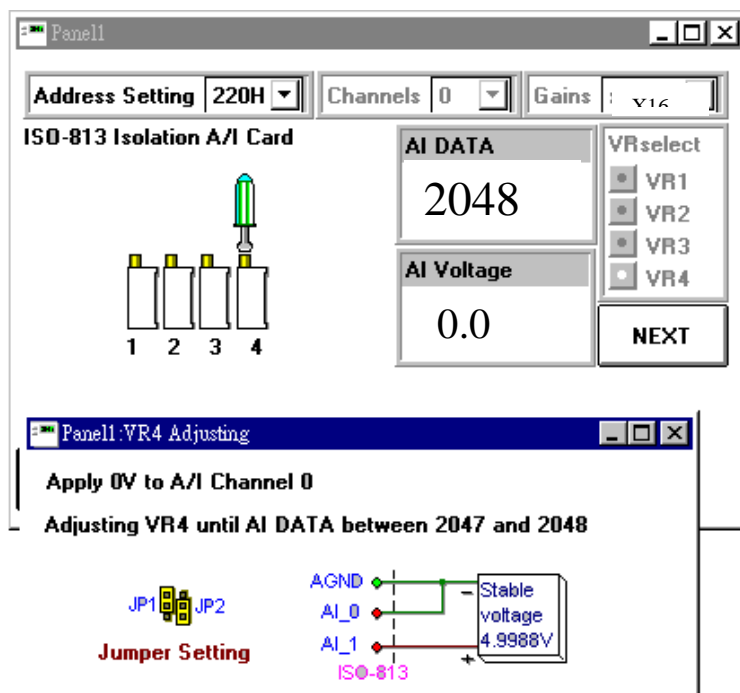 Panel1
Address Setting 220H Channels 0 Gains X16
ISO-813 Isolation A/I Card
AI DATA
2048
VRselect
VR1
VR2
VR3
VR4
AI Voltage
0.0
NEXT
1 2 3 4
Panel1:VR4 Adjusting
Apply 0V to A/I Channel 0
Adjusting VR4 until AI DATA between 2047 and 2048
JP1 JP2
Jumper Setting
AGND
AI_0
AI_1
ISO-813
-
+
Stable
voltage
4.9988V